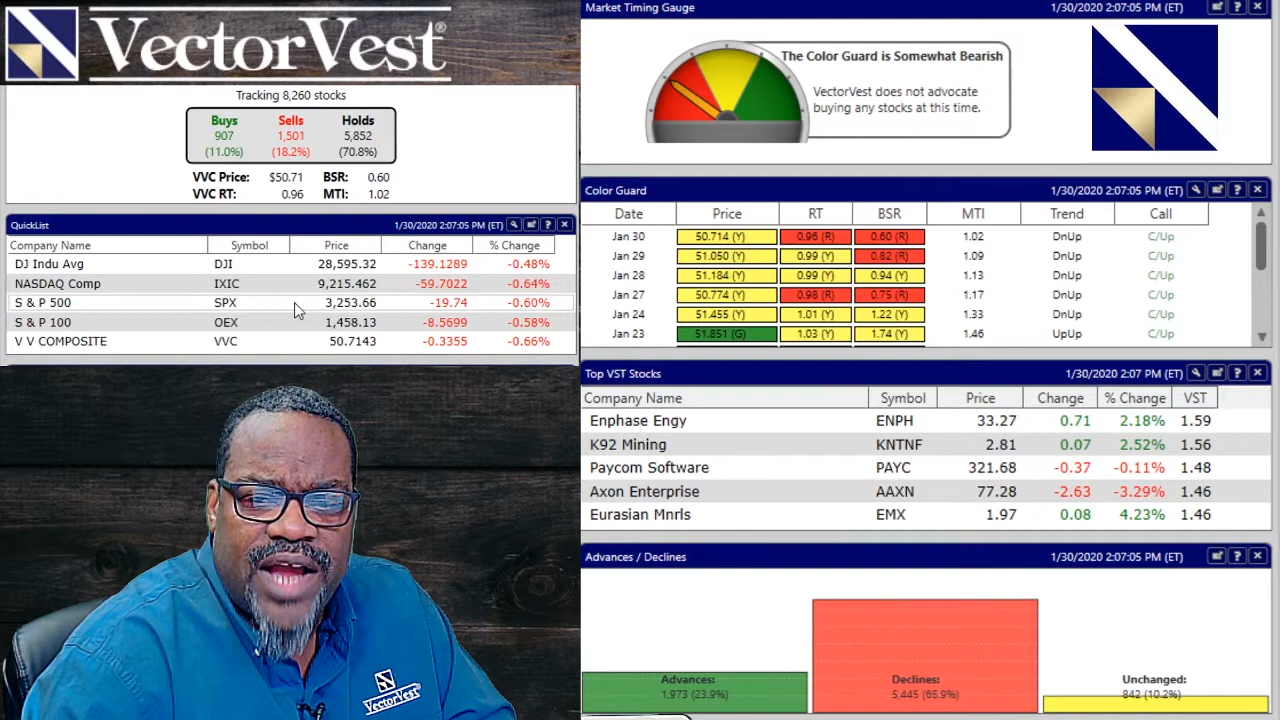 VectorVest®
Tracking 8,260 stocks
Buys Sells Holds
907 1,501 5,852
(11.0%) (18.2%) (70.8%)
VVC Price: $50.71 BSR: 0.60
VVC RT: 0.96 MTI: 1.02
QuickList 1/30/2020 2:07:05 PM (ET)
Company Name Symbol Price Change % Change
DJ Indu Avg DJI 28,595.32 -139.1289 -0.48%
NASDAQ Comp IXIC 9,215.462 -59.7022 -0.64%
S & P 500 SPX 3,253.66 -19.74 -0.60%
S & P 100 OEX 1,458.13 -8.5699 -0.58%
V V COMPOSITE VVC 50.7143 -0.3355 -0.66%
VectorVest
Market Timing Gauge 1/30/2020 2:07:05 PM (ET)
The Color Guard is Somewhat Bearish
VectorVest does not advocate
buying any stocks at this time.
Color Guard 1/30/2020 2:07:05 PM (ET)
Date Price RT BSR MTI Trend Call
Jan 30 50.714 (Y) 0.96 (R) 0.60 (R) 1.02 DnUp C/Up
Jan 29 51.050 (Y) 0.99 (Y) 0.82 (R) 1.09 DnUp C/Up
Jan 28 51.184 (Y) 0.99 (Y) 0.94 (Y) 1.13 DnUp C/Up
Jan 27 50.774 (Y) 0.98 (R) 0.75 (R) 1.17 DnUp C/Up
Jan 24 51.455 (Y) 1.01 (Y) 1.22 (Y) 1.33 DnUp C/Up
Jan 23 51.851 (G) 1.03 (Y) 1.74 (Y) 1.46 UpUp C/Up
Top VST Stocks 1/30/2020 2:07 PM (ET)
Company Name Symbol Price Change % Change VST
Enphase Engy ENPH 33.27 0.71 2.18% 1.59
K92 Mining KNTNF 2.81 0.07 2.52% 1.56
Paycom Software PAYC 321.68 -0.37 -0.11% 1.48
Axon Enterprise AAXN 77.28 -2.63 -3.29% 1.46
Eurasian Mnrls EMX 1.97 0.08 4.23% 1.46
Advances / Declines 1/30/2020 2:07:05 PM (ET)
Advances: Declines: Unchanged:
1,973 (23.9%) 5,445 (65.9%) 842 (10.2%)